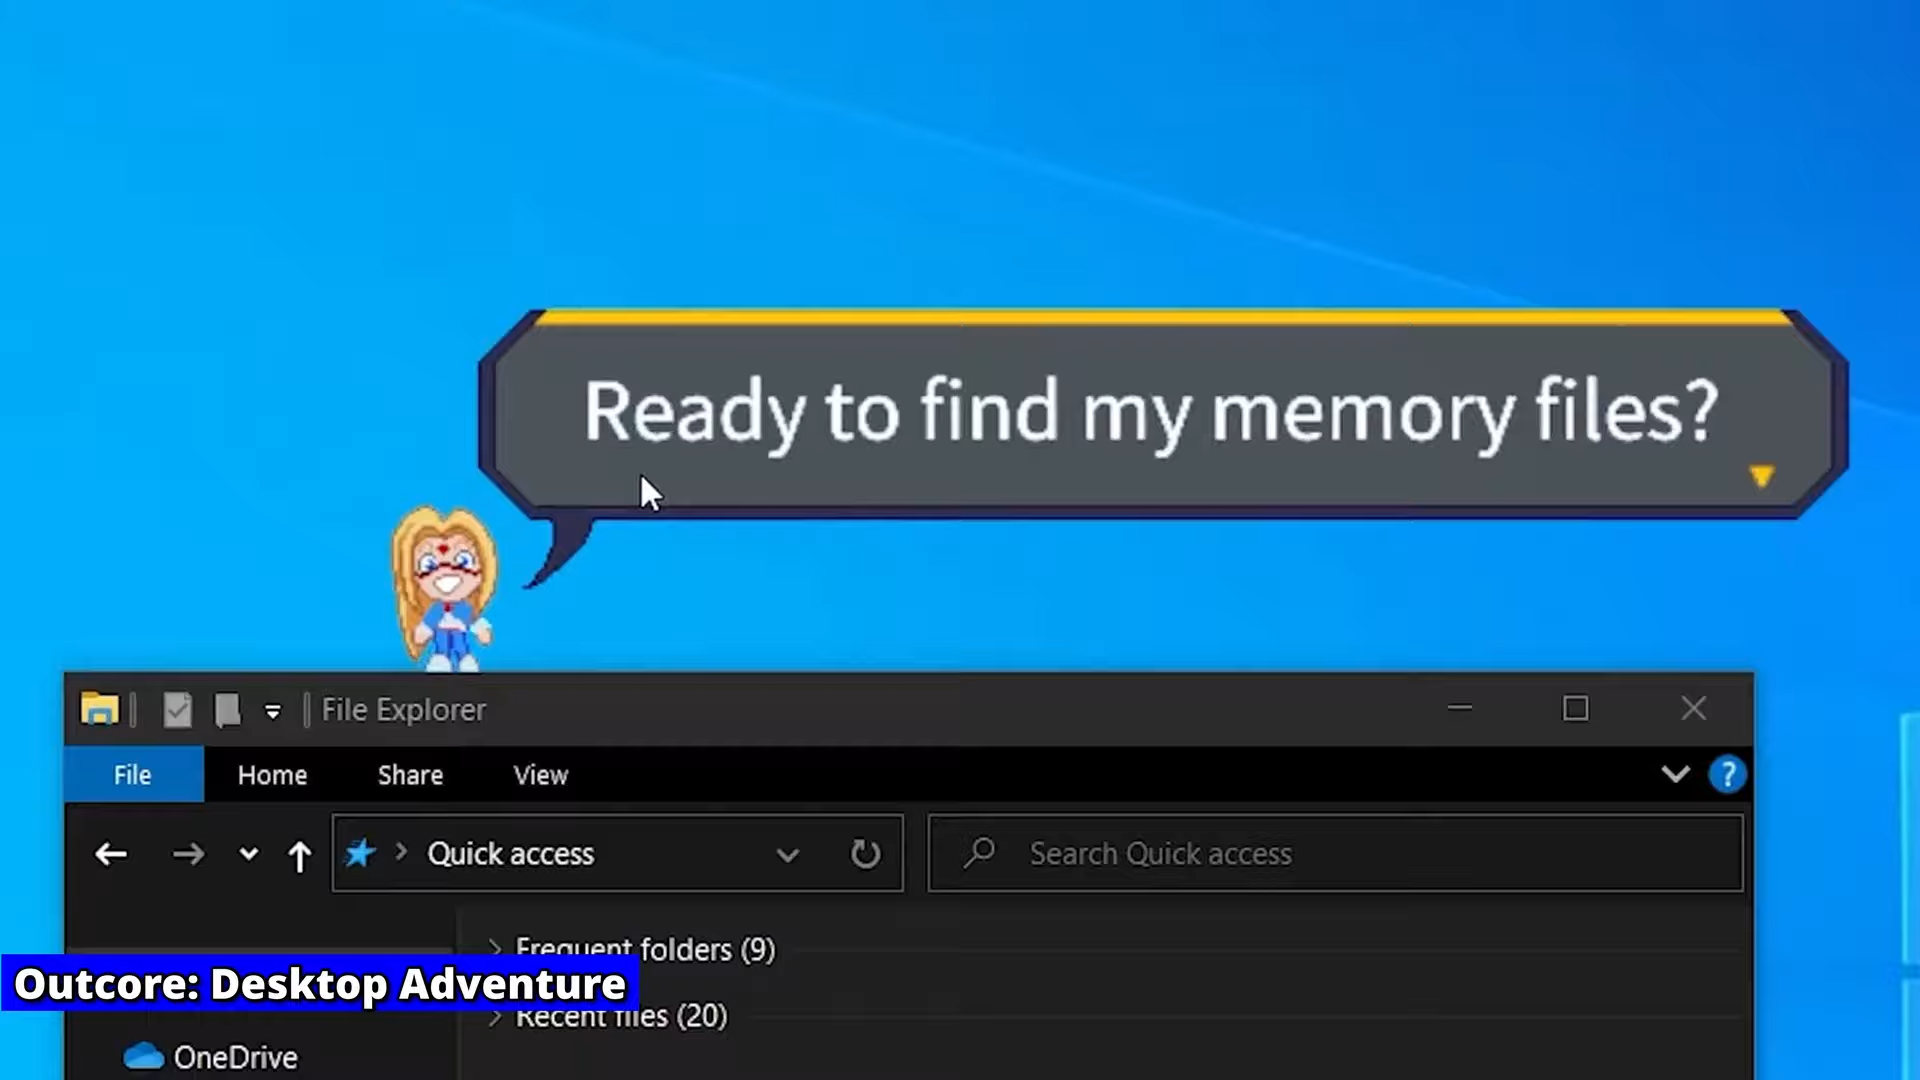 Ready to find my memory files?
File Explorer
File Home Share View
?
Quick access
Search Quick access
Frequent folders (9)
Outcore: Desktop Adventure
Recent files (20)
OneDrive